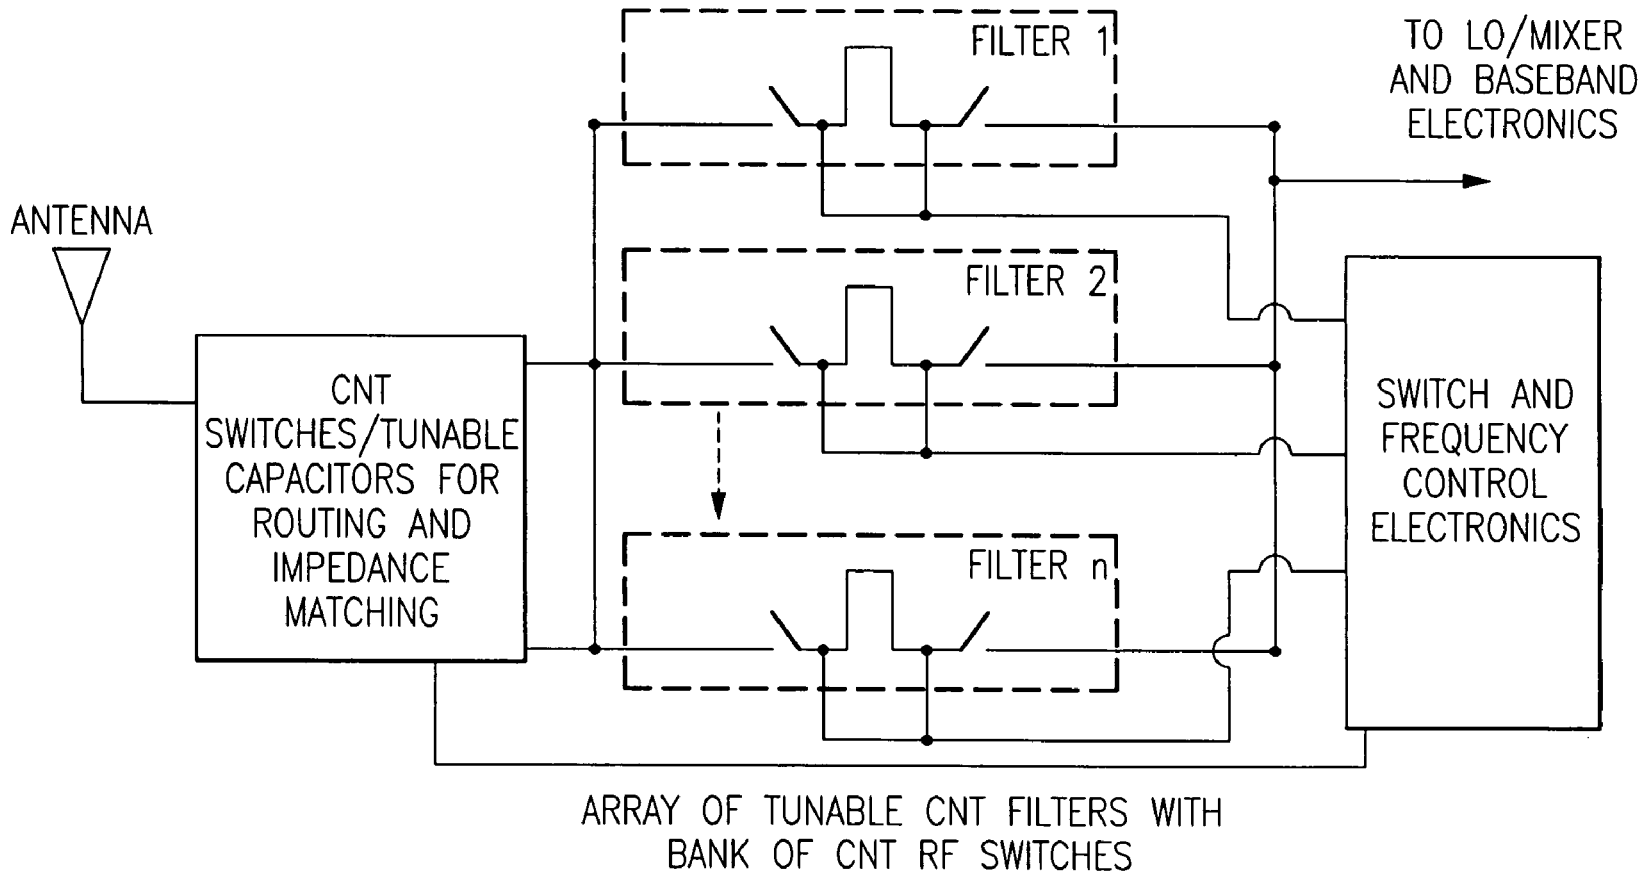 FILTER 1
TO LO/MIXER
AND BASEBAND
ELECTRONICS
ANTENNA
FILTER 2
CNT
SWITCHES/TUNABLE
CAPACITORS FOR
ROUTING AND
IMPEDANCE
MATCHING
SWITCH AND
FREQUENCY
CONTROL
ELECTRONICS
FILTER n
ARRAY OF TUNABLE CNT FILTERS WITH
BANK OF CNT RF SWITCHES